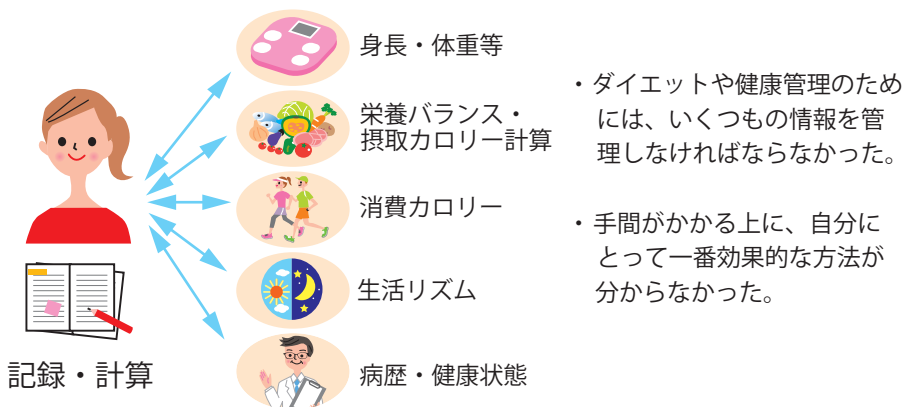 身長・体重等
栄養バランス・
摂取カロリー計算
消費カロリー
生活リズム
病歴・健康状態
記録・計算
・ダイエットや健康管理のため
には、いくつもの情報を管
理しなければならなかった。
・手間がかかる上に、自分に
とって一番効果的な方法が
分からなかった。